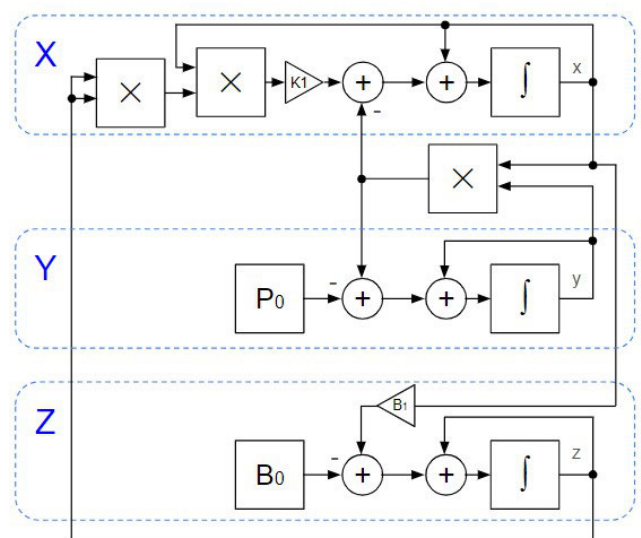 X
×
×
K1
+
-
+
∫
x
×
Y
P0
-
+
+
∫
y
Z
B1
B0
-
+
+
∫
z